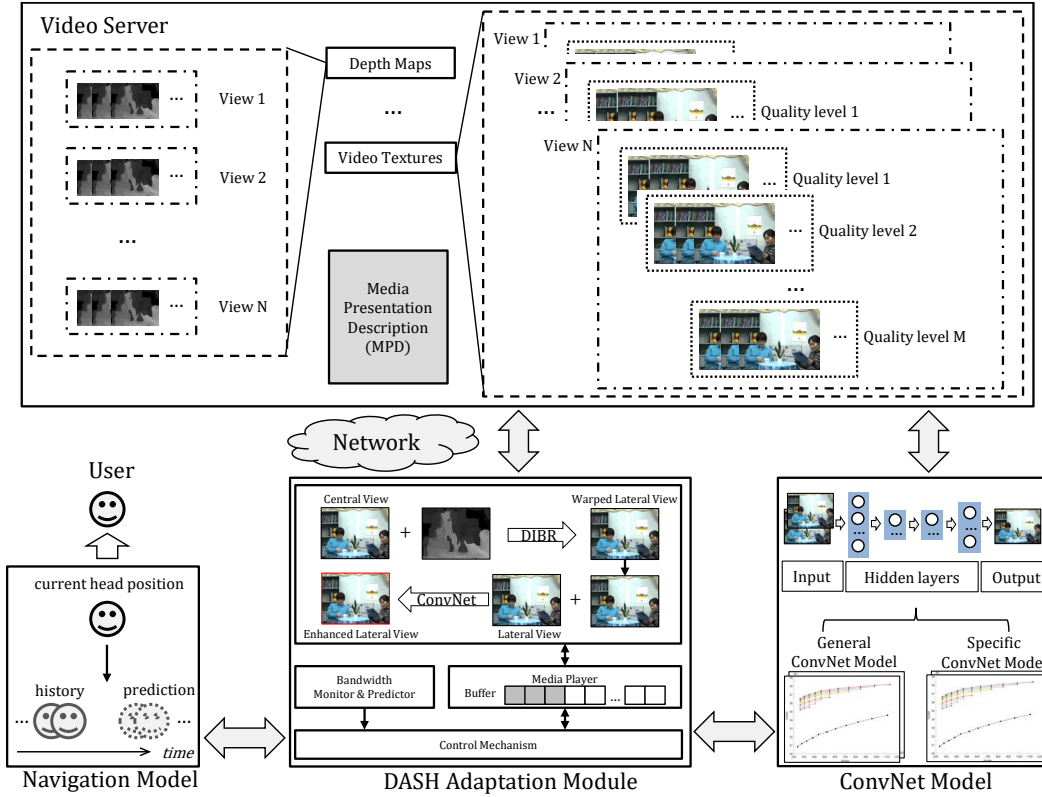 Video Server
View 1
...
View 2
...
...
View N
...
Depth Maps
...
Video Textures
Media
Presentation
Description
(MPD)
View 1
View 2
...
...
Quality level 1
View N
...
Quality level 1
...
Quality level 2
...
...
Quality level M
Network
User
current head position
history
prediction
...
...
time
Navigation Model
Central View
Warped Lateral View
+
DIBR
ConvNet
+
Enhanced Lateral View
Lateral View
Bandwidth
Monitor & Predictor
Media Player
Buffer
...
Control Mechanism
DASH Adaptation Module
...
...
...
...
Input
Hidden layers
Output
General
ConvNet Model
Specific
ConvNet Model
ConvNet Model